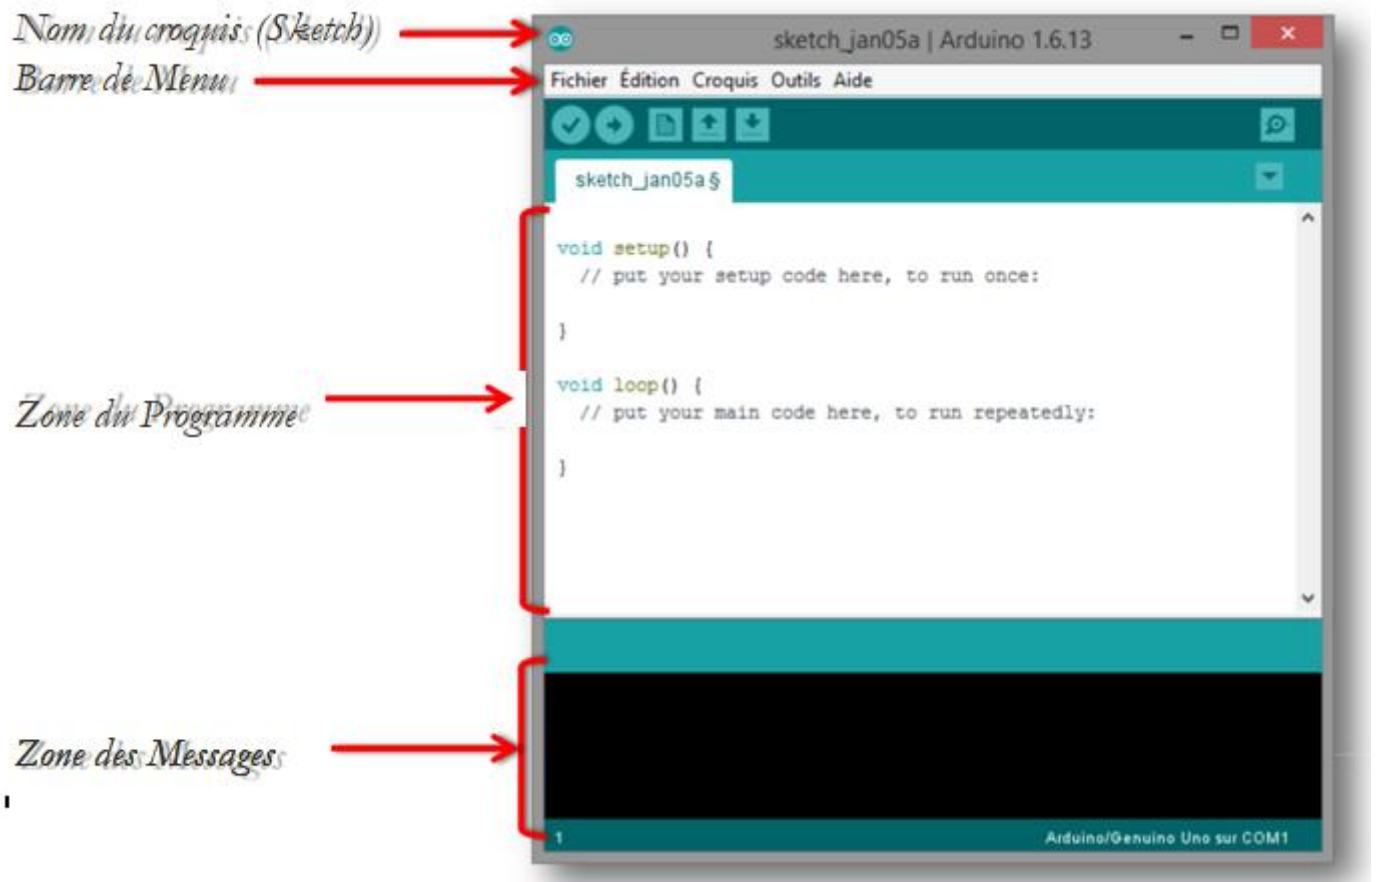 Nom du croquis (Sketch)
sketch_jan05a | Arduino 1.6.13
Barre de Menu
Fichier Édition Croquis Outils Aide
sketch_jan05a §
void setup() {
// put your setup code here, to run once:
}
void loop() {
// put your main code here, to run repeatedly:
}
Zone du Programme
Zone des Messages
1
Arduino/Genuino Uno sur COM1